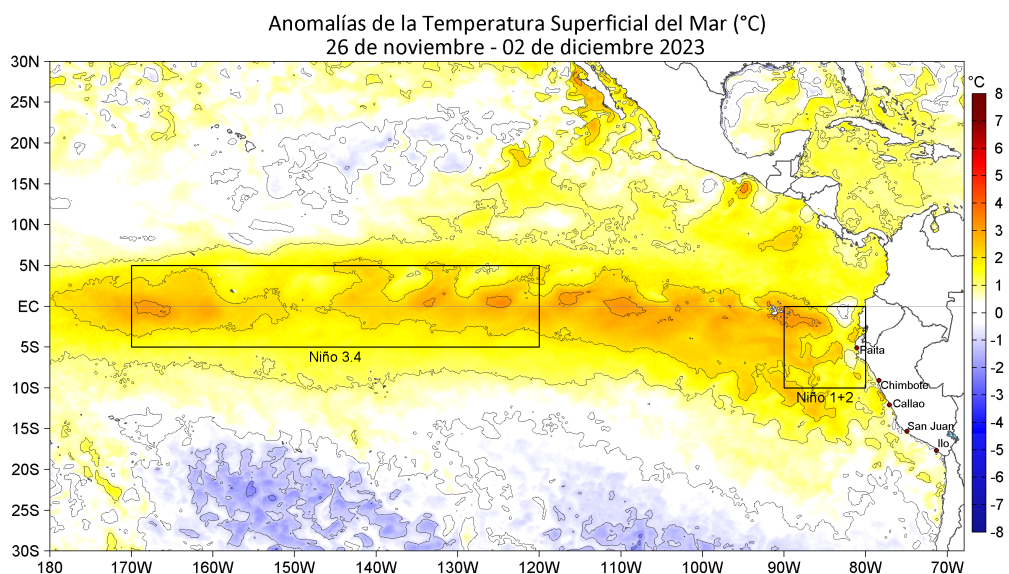 Anomalías de la Temperatura Superficial del Mar (°C)
26 de noviembre - 02 de diciembre 2023
30N
25N
20N
15N
10N
5N
EC
5S
10S
15S
20S
25S
30S
180
170W
160W
150W
140W
130W
120W
110W
100W
90W
80W
70W
Niño 3.4
Niño 1+2
Paita
Chimbote
Callao
San Juan
Ilo
°C
8
7
6
5
4
3
2
1
0
-1
-2
-3
-4
-5
-6
-7
-8